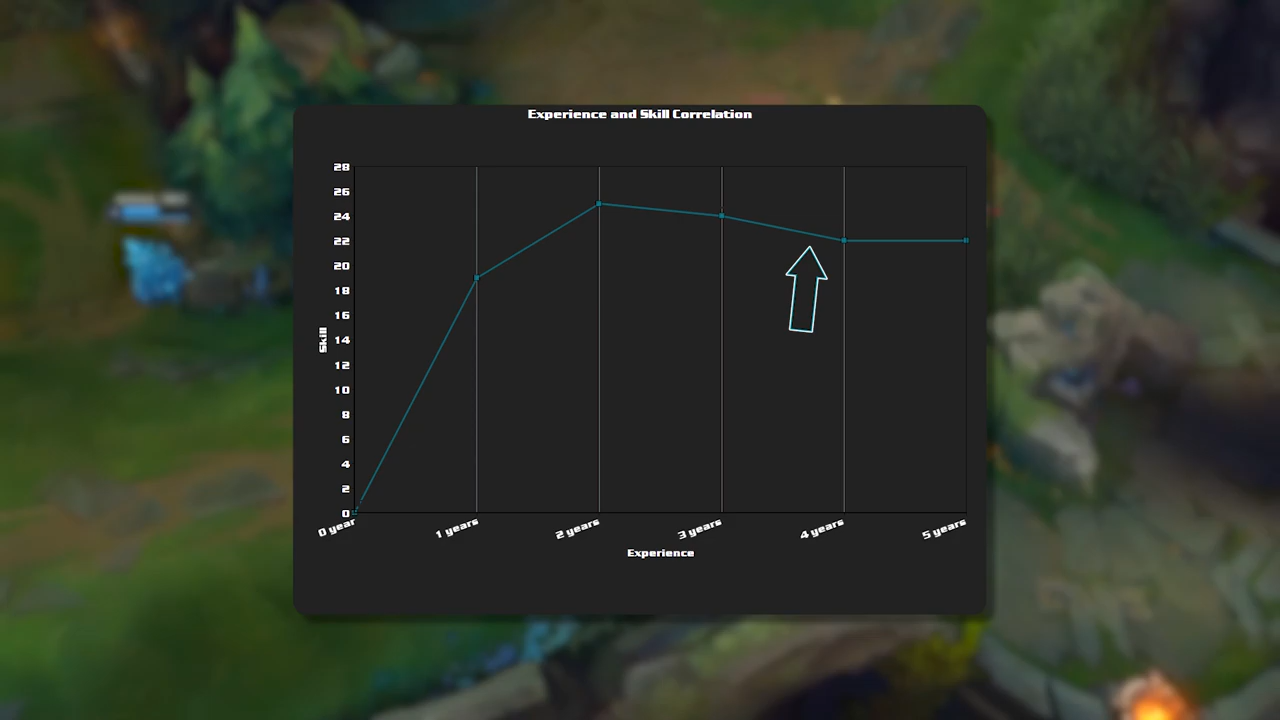 Experience and Skill Correlation
28
26
24
22
20
18
16
14
12
10
8
6
4
2
0
Skill
0 year
1 years
2 years
3 years
4 years
5 years
Experience